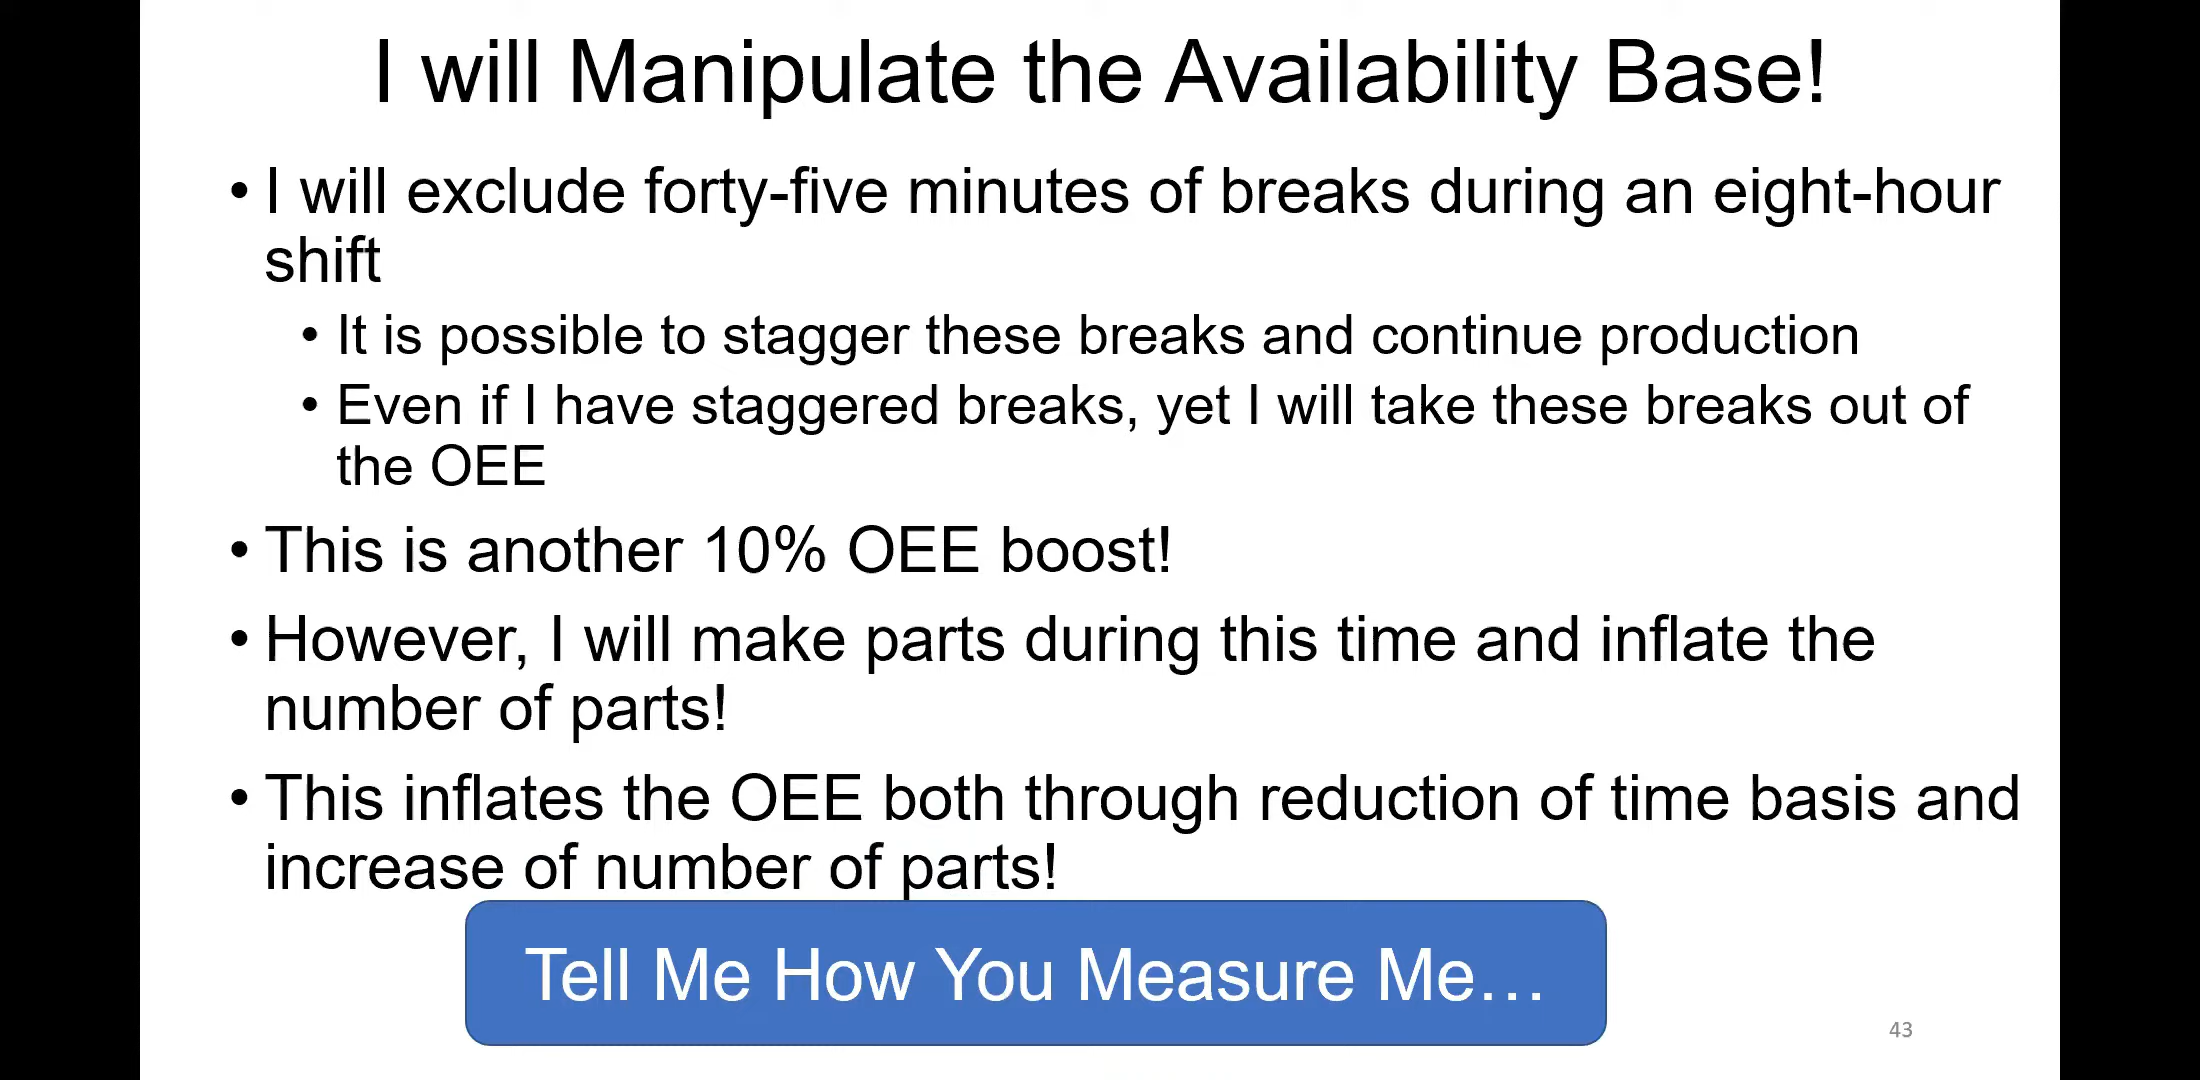 I will Manipulate the Availability Base!
• I will exclude forty-five minutes of breaks during an eight-hour
shift
• It is possible to stagger these breaks and continue production
• Even if I have staggered breaks, yet I will take these breaks out of
the OEE
• This is another 10% OEE boost!
• However, I will make parts during this time and inflate the
number of parts!
• This inflates the OEE both through reduction of time basis and
increase of number of parts!
Tell Me How You Measure Me…
43